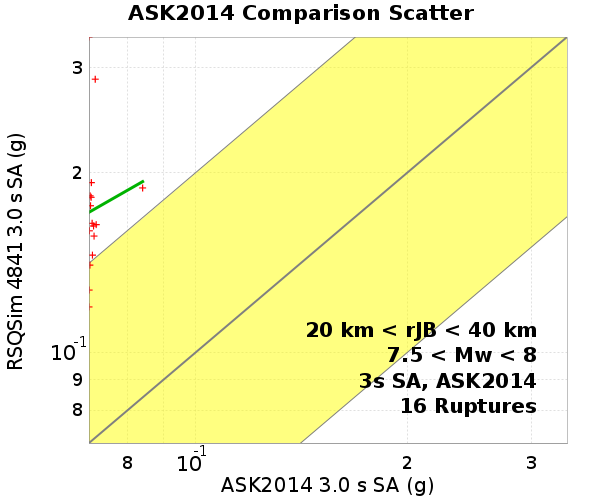 ASK2014 Comparison Scatter
RSQSim 4841 3.0 s SA (g)
3
2
10-1
9
8
20 km < rJB < 40 km
7.5 < Mw < 8
3s SA, ASK2014
16 Ruptures
8 10-1 2 3
ASK2014 3.0 s SA (g)